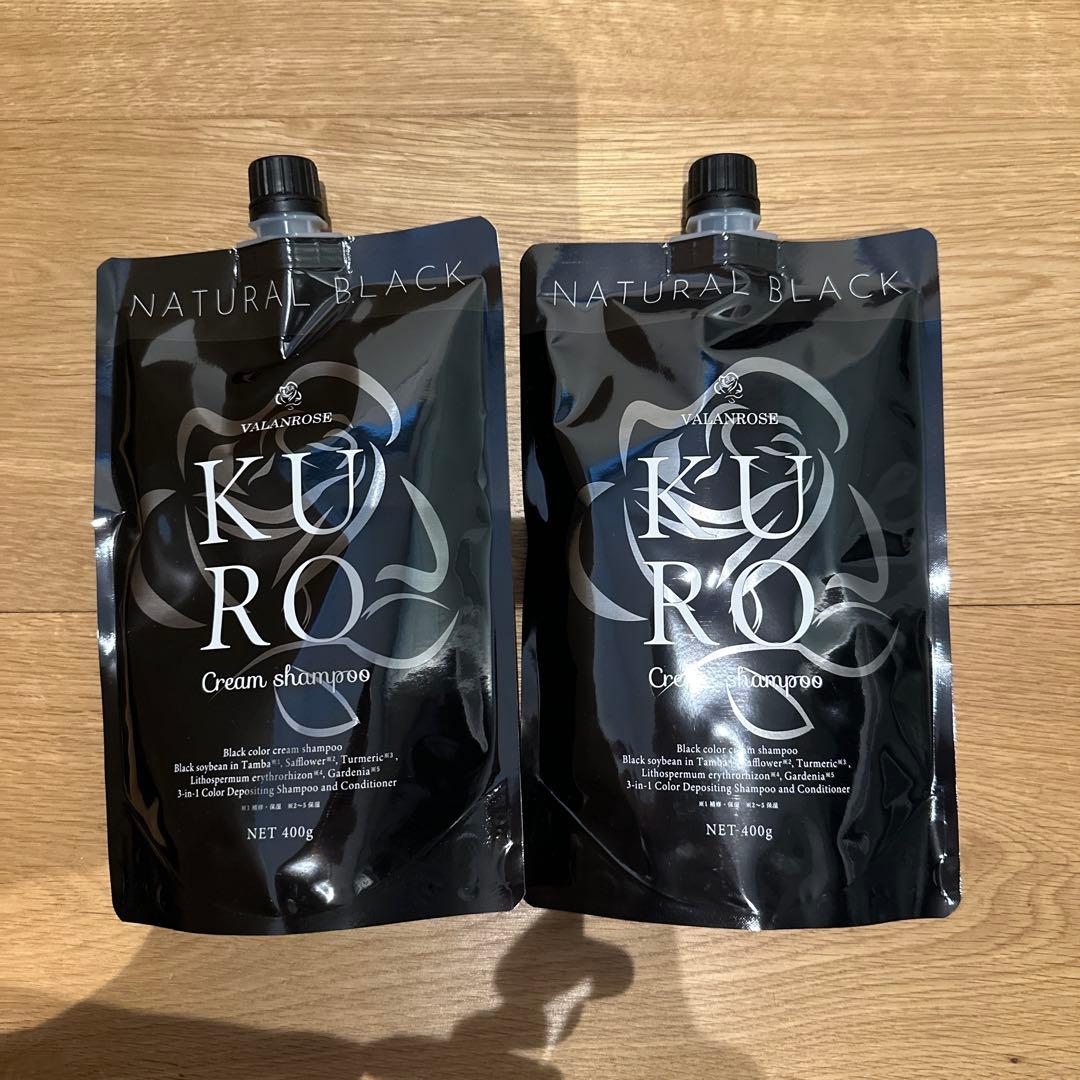 NATURAL BLACK
VALANROSE
KU
RO
Cream shampoo
Black color cream shampoo
Black soybean in Tamba※1, Safflower※2, Turmeric※3,
Lithospermum erythrorhizon※4, Gardenia※5
3-in-1 Color Depositing Shampoo and Conditioner
※1 補修・保湿 ※2~5 保湿
NET 400g
NATURAL BLACK
VALANROSE
KU
RO
Cream shampoo
Black color cream shampoo
Black soybean in Tamba※1, Safflower※2, Turmeric※3,
Lithospermum erythrorhizon※4, Gardenia※5
3-in-1 Color Depositing Shampoo and Conditioner
※1 補修・保湿 ※2~5 保湿
NET 400g